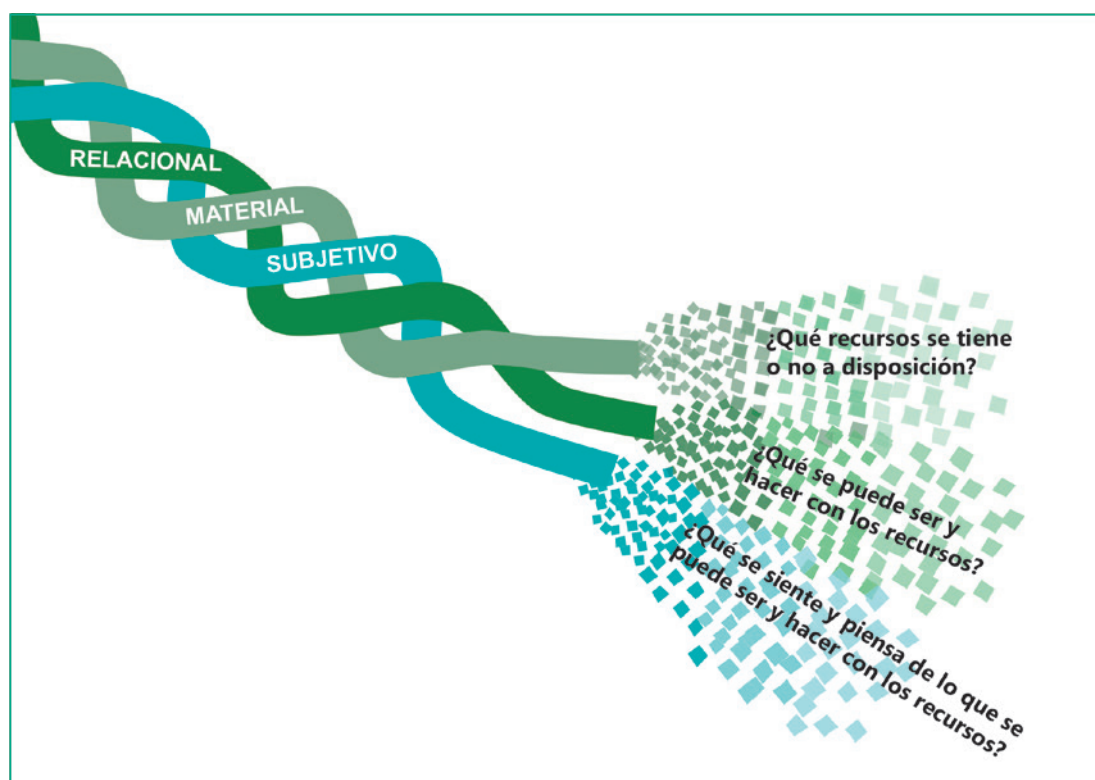 RELACIONAL
MATERIAL
SUBJETIVO
¿Qué recursos se tiene
o no a disposición?
¿Qué se puede ser y
hacer con los recursos?
¿Qué se siente y piensa de lo que se
puede ser y hacer con los recursos?